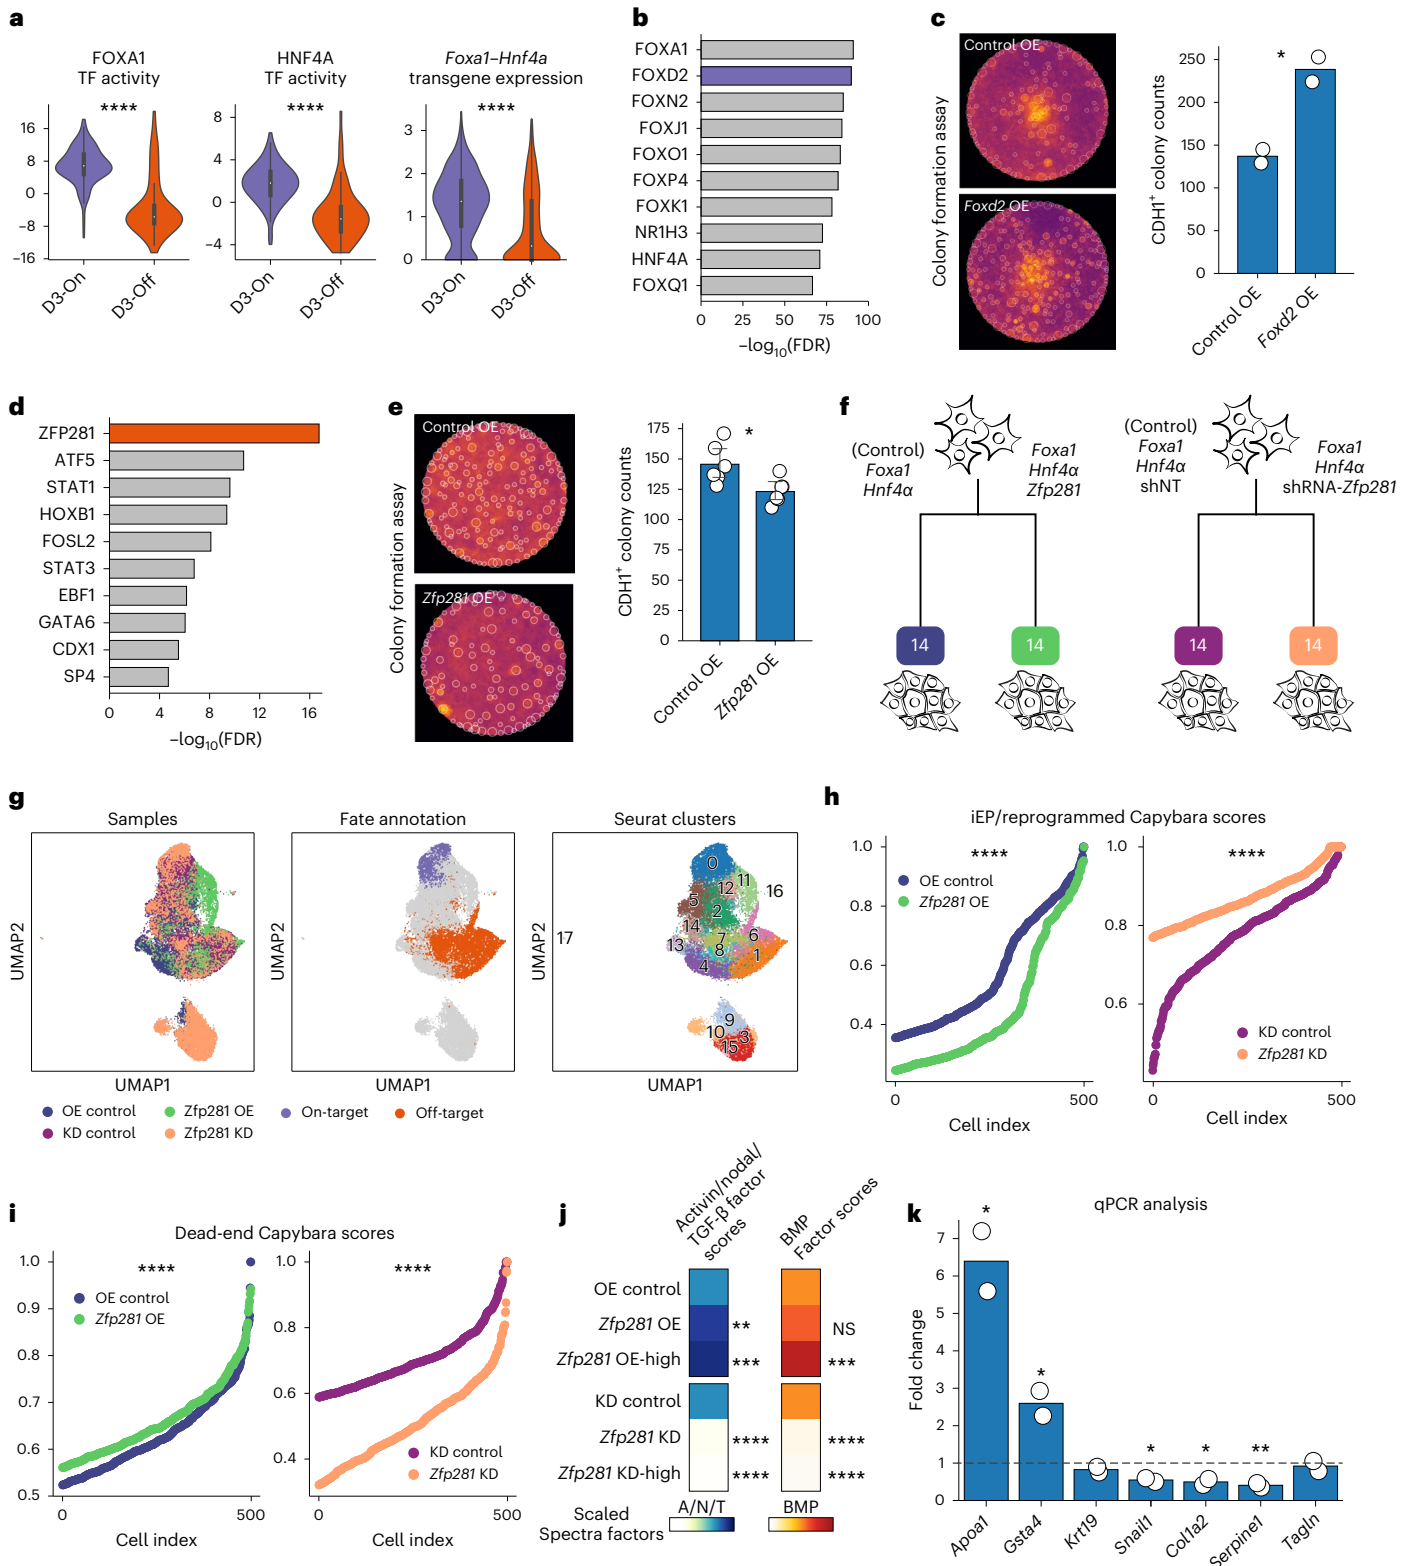 a
FOXA1
TF activity
HNF4A
TF activity
Foxa1–Hnf4a
transgene expression
****
****
****
16
8
0
−8
−16
8
4
0
−4
3
2
1
0
D3-On
D3-Off
D3-On
D3-Off
D3-On
D3-Off
b
FOXA1
FOXD2
FOXN2
FOXJ1
FOXO1
FOXP4
FOXK1
NR1H3
HNF4A
FOXQ1
0
25
50
75
100
−log10(FDR)
c
Colony formation assay
Control OE
Foxd2 OE
CDH1+ colony counts
250
200
150
100
50
0
*
Control OE
Foxd2 OE
d
ZFP281
ATF5
STAT1
HOXB1
FOSL2
STAT3
EBF1
GATA6
CDX1
SP4
0
4
8
12
16
−log10(FDR)
e
Colony formation assay
Control OE
Zfp281 OE
CDH1+ colony counts
175
150
125
100
75
50
25
0
*
Control OE
Zfp281 OE
f
(Control)
Foxa1
Hnf4α
Foxa1
Hnf4α
Zfp281
(Control)
Foxa1
Hnf4α
shNT
Foxa1
Hnf4α
shRNA-Zfp281
14
14
14
14
g
Samples
Fate annotation
Seurat clusters
UMAP2
UMAP2
UMAP2
0
11
12
16
5
2
14
7
6
13
8
1
4
17
9
10
3
15
UMAP1
UMAP1
UMAP1
OE control
Zfp281 OE
On-target
Off-target
KD control
Zfp281 KD
h
iEP/reprogrammed Capybara scores
1.0
0.8
0.6
0.4
****
OE control
Zfp281 OE
0
500
Cell index
1.0
0.8
0.6
****
KD control
Zfp281 KD
0
500
Cell index
i
Dead-end Capybara scores
1.0
0.9
0.8
0.7
0.6
0.5
****
OE control
Zfp281 OE
0
500
Cell index
1.0
0.8
0.6
0.4
****
KD control
Zfp281 KD
0
500
Cell index
j
Activin/nodal/
TGF-β factor
scores
BMP
Factor scores
OE control
Zfp281 OE
**
NS
Zfp281 OE-high
***
***
KD control
Zfp281 KD
****
****
Zfp281 KD-high
****
****
Scaled
Spectra factors
A/N/T
BMP
k
qPCR analysis
Fold change
7
6
5
4
3
2
1
0
*
*
*
*
**
Apoa1
Gsta4
Krt19
Snail1
Col1a2
Serpine1
Tagln